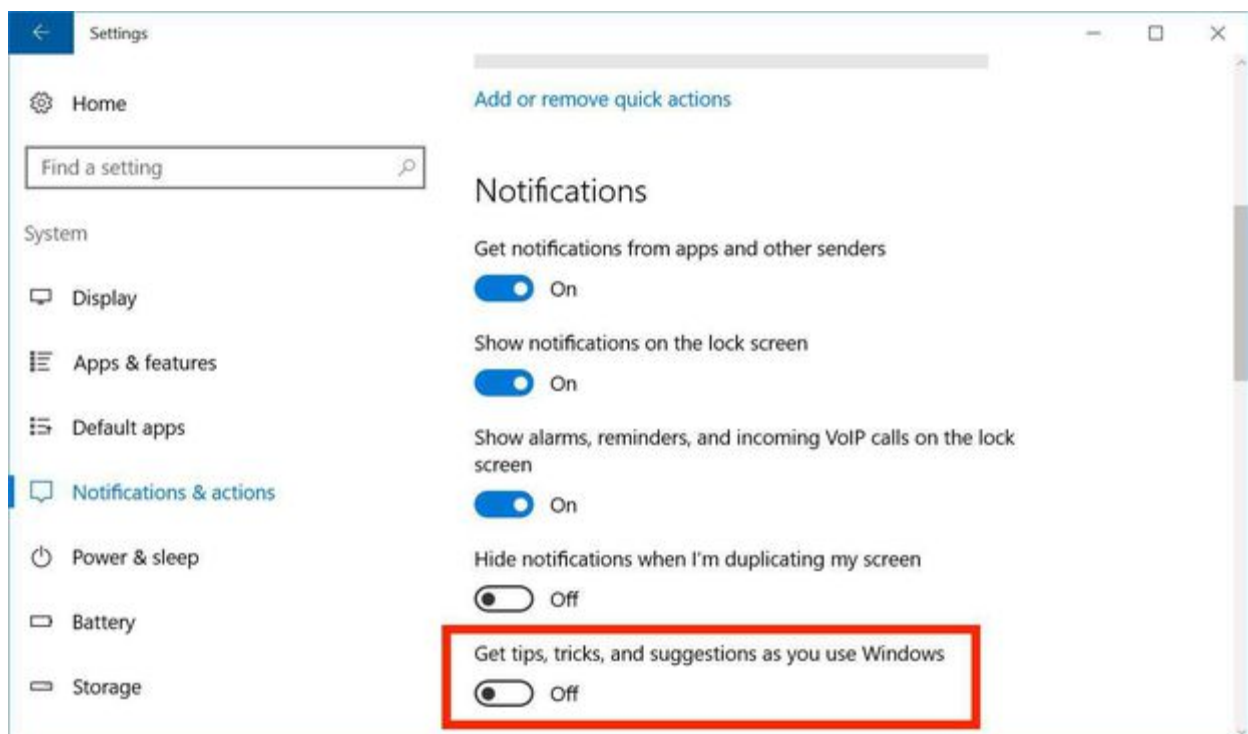 Settings
Home
Find a setting
System
Display
Apps & features
Default apps
Notifications & actions
Power & sleep
Battery
Storage
Add or remove quick actions
Notifications
Get notifications from apps and other senders
On
Show notifications on the lock screen
On
Show alarms, reminders, and incoming VoIP calls on the lock
screen
On
Hide notifications when I'm duplicating my screen
Off
Get tips, tricks, and suggestions as you use Windows
Off